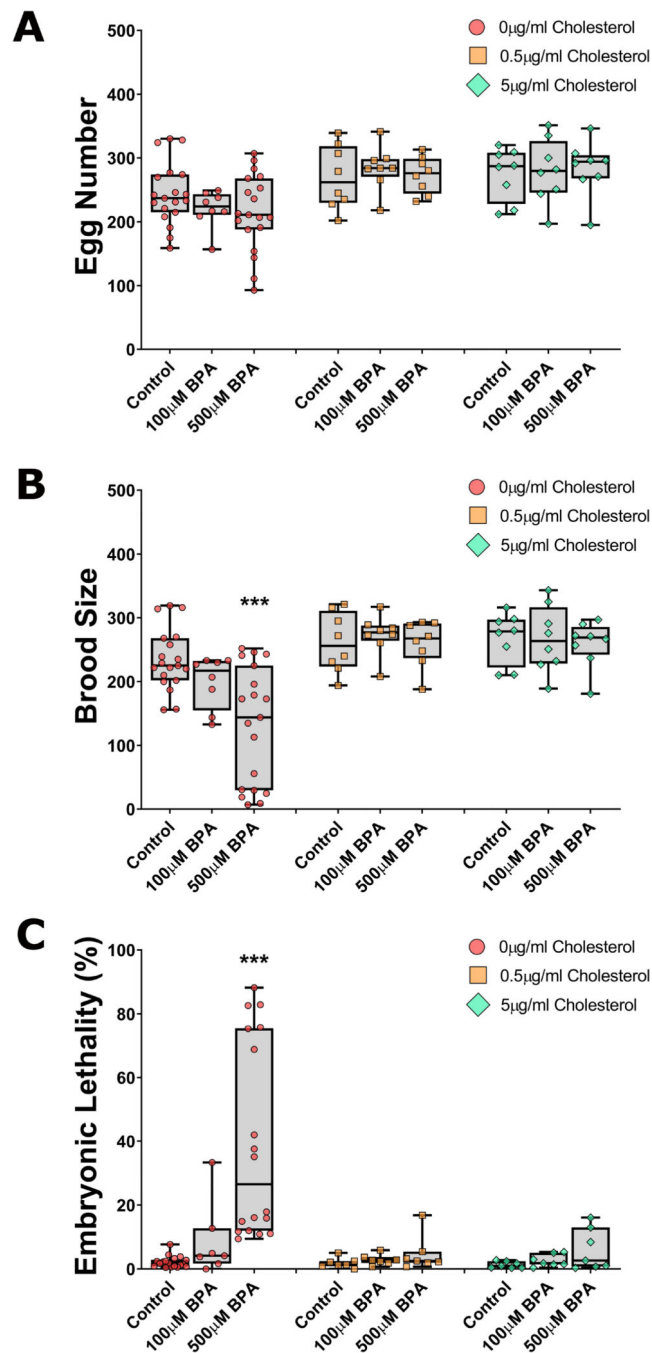 A
Egg Number
500
400
300
200
100
0
0μg/ml Cholesterol
0.5μg/ml Cholesterol
5μg/ml Cholesterol
Control
100μM BPA
500μM BPA
Control
100μM BPA
500μM BPA
Control
100μM BPA
500μM BPA
B
Brood Size
500
400
300
200
100
0
0μg/ml Cholesterol
0.5μg/ml Cholesterol
5μg/ml Cholesterol
***
Control
100μM BPA
500μM BPA
Control
100μM BPA
500μM BPA
Control
100μM BPA
500μM BPA
C
Embryonic Lethality (%)
100
80
60
40
20
0
0μg/ml Cholesterol
0.5μg/ml Cholesterol
5μg/ml Cholesterol
***
Control
100μM BPA
500μM BPA
Control
100μM BPA
500μM BPA
Control
100μM BPA
500μM BPA